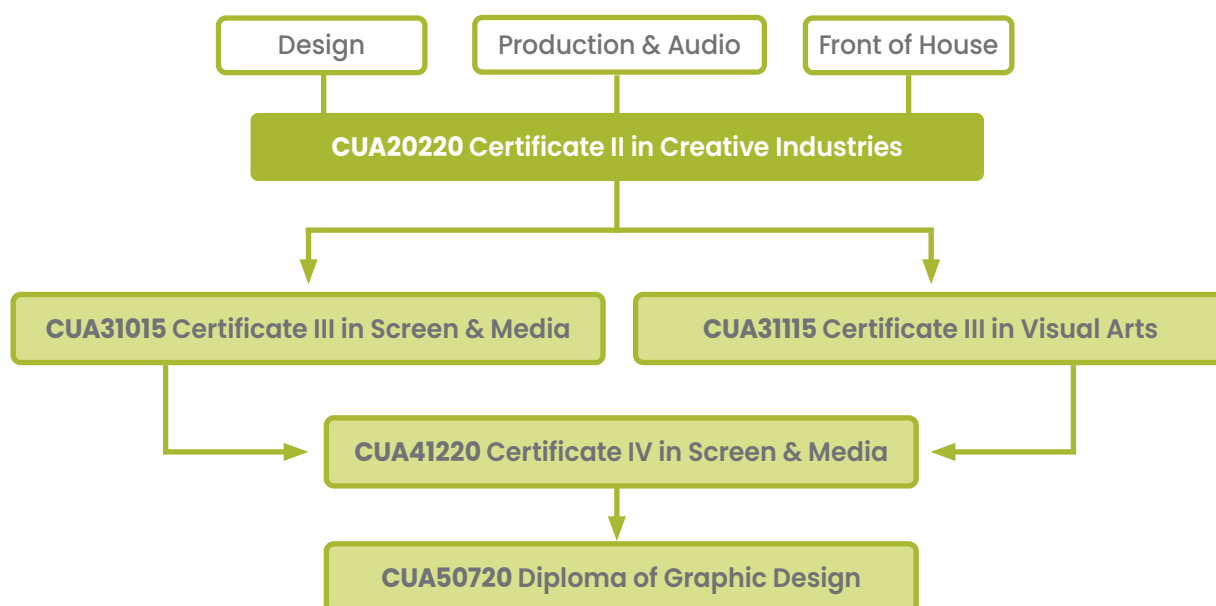 Design
Production & Audio
Front of House
CUA20220 Certificate II in Creative Industries
CUA31015 Certificate III in Screen & Media
CUA31115 Certificate III in Visual Arts
CUA41220 Certificate IV in Screen & Media
CUA50720 Diploma of Graphic Design